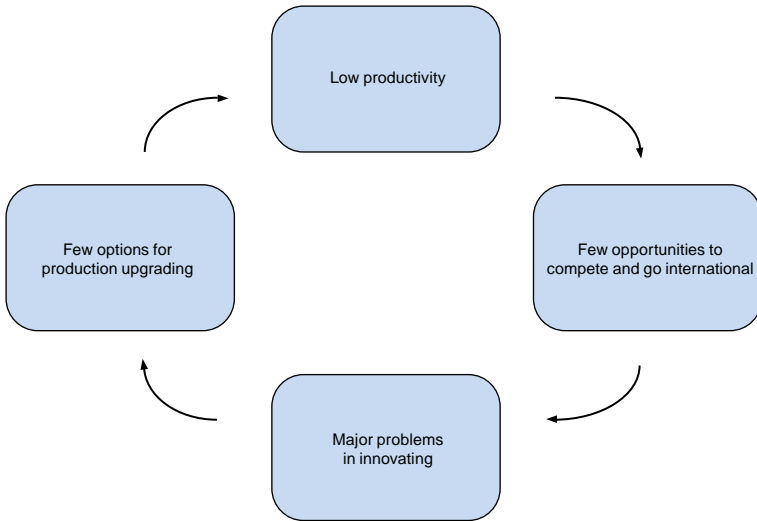 Low productivity
Few options for
production upgrading
Few opportunities to
compete and go international
Major problems
in innovating